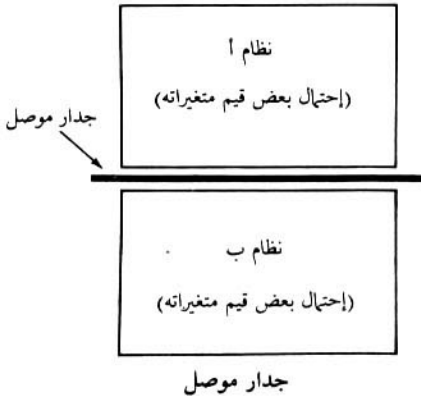 نظام أ
(إحتمال بعض قيم متغيراته)
جدار موصل
نظام ب
(إحتمال بعض قيم متغيراته)
جدار موصل